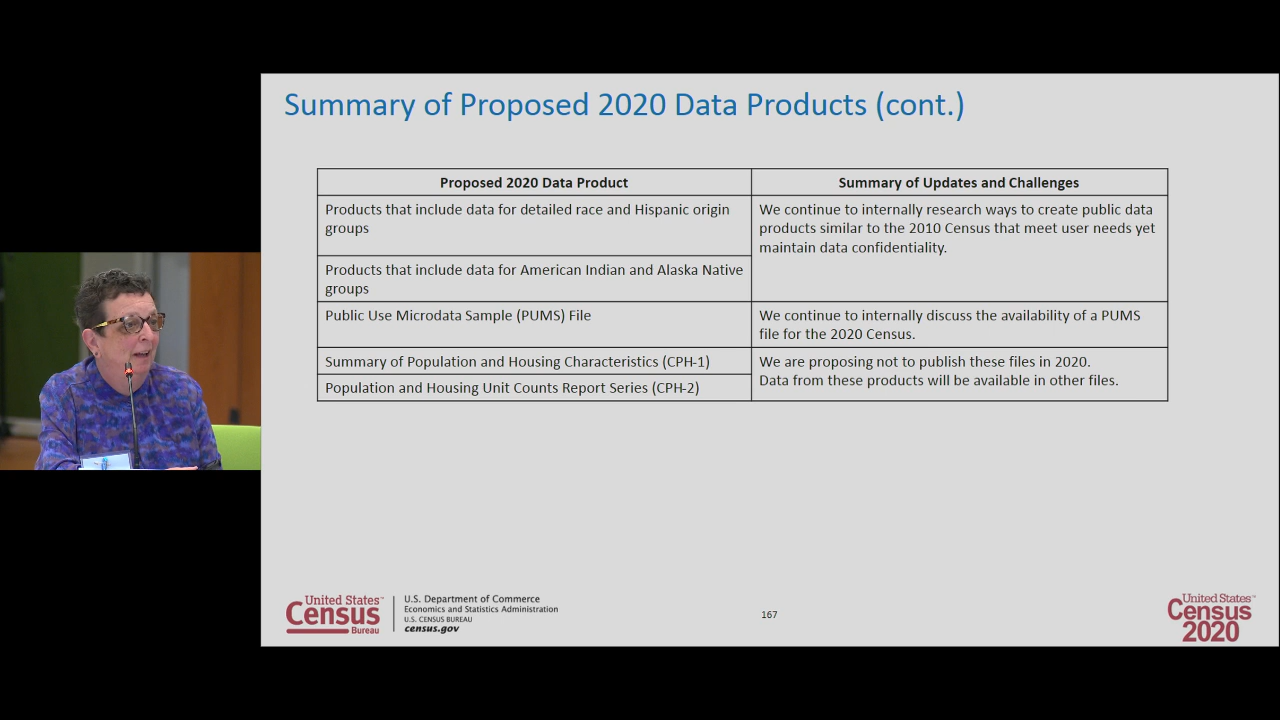 Summary of Proposed 2020 Data Products (cont.)
Proposed 2020 Data Product
Summary of Updates and Challenges
Products that include data for detailed race and Hispanic origin
groups
We continue to internally research ways to create public data
products similar to the 2010 Census that meet user needs yet
maintain data confidentiality.
Products that include data for American Indian and Alaska Native
groups
Public Use Microdata Sample (PUMS) File
We continue to internally discuss the availability of a PUMS
file for the 2020 Census.
Summary of Population and Housing Characteristics (CPH-1)
Population and Housing Unit Counts Report Series (CPH-2)
We are proposing not to publish these files in 2020.
Data from these products will be available in other files.
United States™
Census
Bureau
U.S. Department of Commerce
Economics and Statistics Administration
U.S. CENSUS BUREAU
census.gov
167
United States™
Census
2020